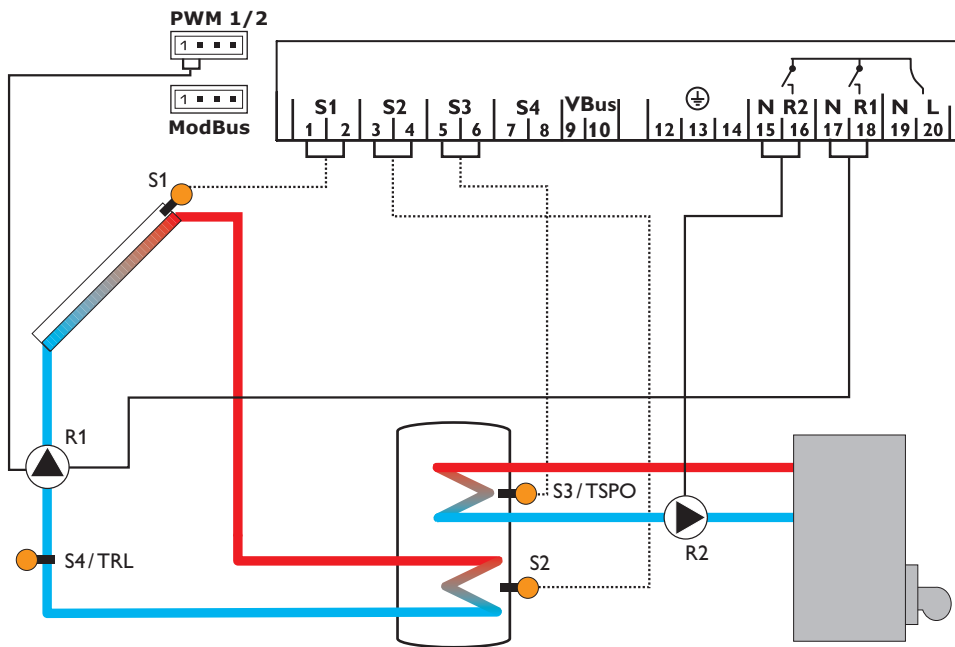 PWM 1/2
1
1
ModBus
S1 S2 S3 S4 VBus N R2 N R1 N L
1 2 3 4 5 6 7 8 9 10 12 13 14 15 16 17 18 19 20
S1
R1
S3/TSPO
R2
S4/TRL
S2